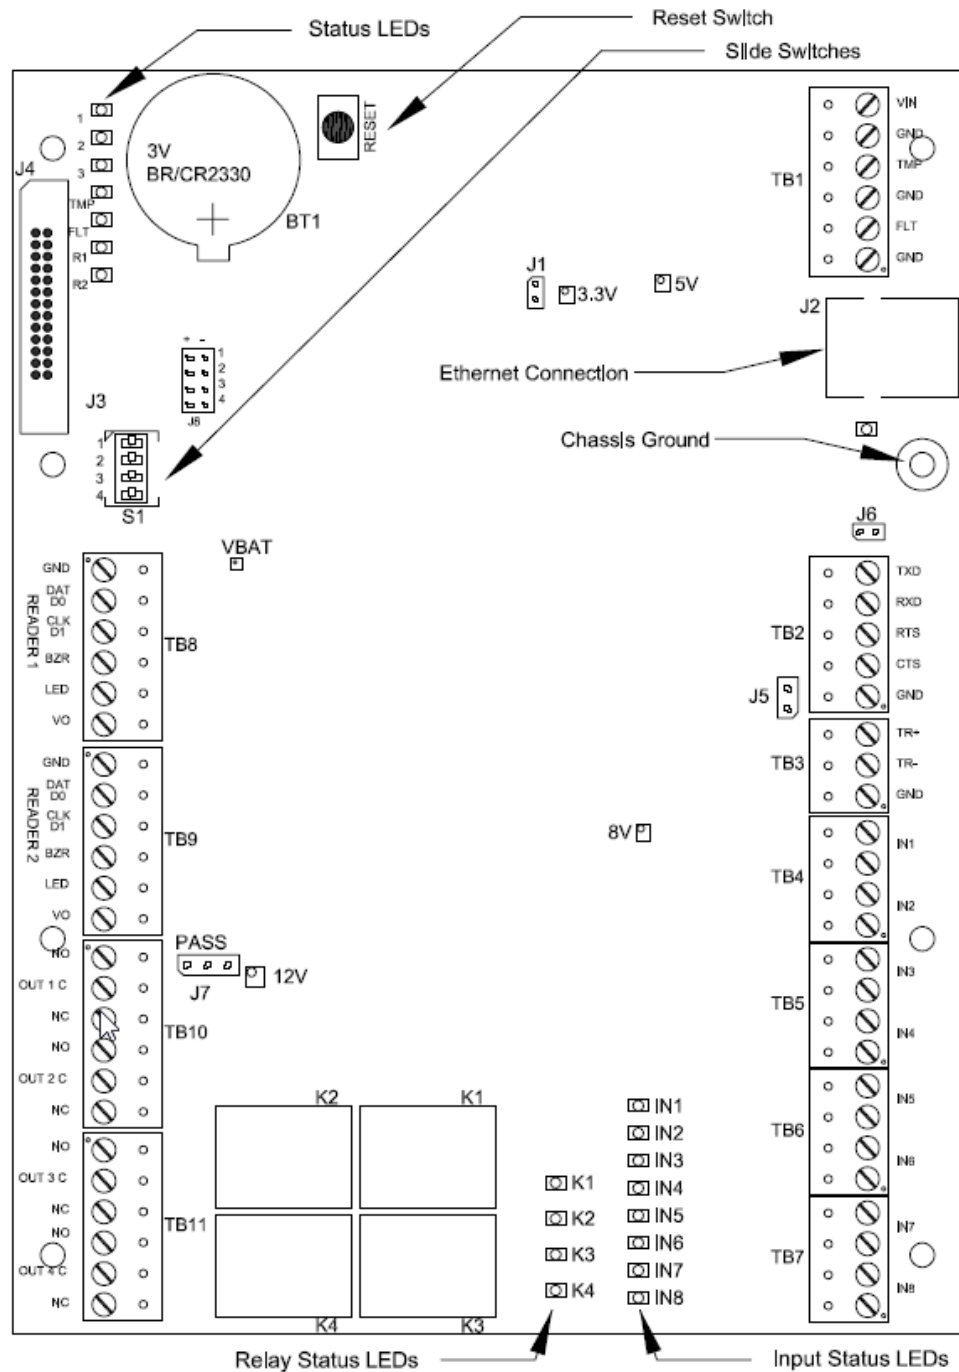 Reset Switch
Status LEDs
Slide Switches
1
2
3
TMP
FLT
R1
R2
J4
3V
BR/CR2330
BT1
RESET
TB1
VIN
GND
TMP
GND
FLT
GND
J1
3.3V
5V
J2
Ethernet Connection
+ -
1
2
3
4
J8
J3
1
2
3
4
S1
Chassis Ground
J6
VBAT
READER 1
GND
DAT
D0
CLK
D1
BZR
LED
VO
TB8
TB2
TXD
RXD
RTS
CTS
GND
J5
TB3
TR+
TR-
GND
READER 2
GND
DAT
D0
CLK
D1
BZR
LED
VO
TB9
8V
TB4
IN1
IN2
PASS
J7
12V
NO
OUT 1 C
NC
NO
OUT 2 C
NC
TB10
TB5
IN3
IN4
K2
K1
IN1
IN2
IN3
IN4
IN5
IN6
IN7
IN8
K1
K2
K3
K4
TB6
IN5
IN6
NO
OUT 3 C
NC
NO
OUT 4 C
NC
TB11
TB7
IN7
IN8
K4
K3
Relay Status LEDs
Input Status LEDs